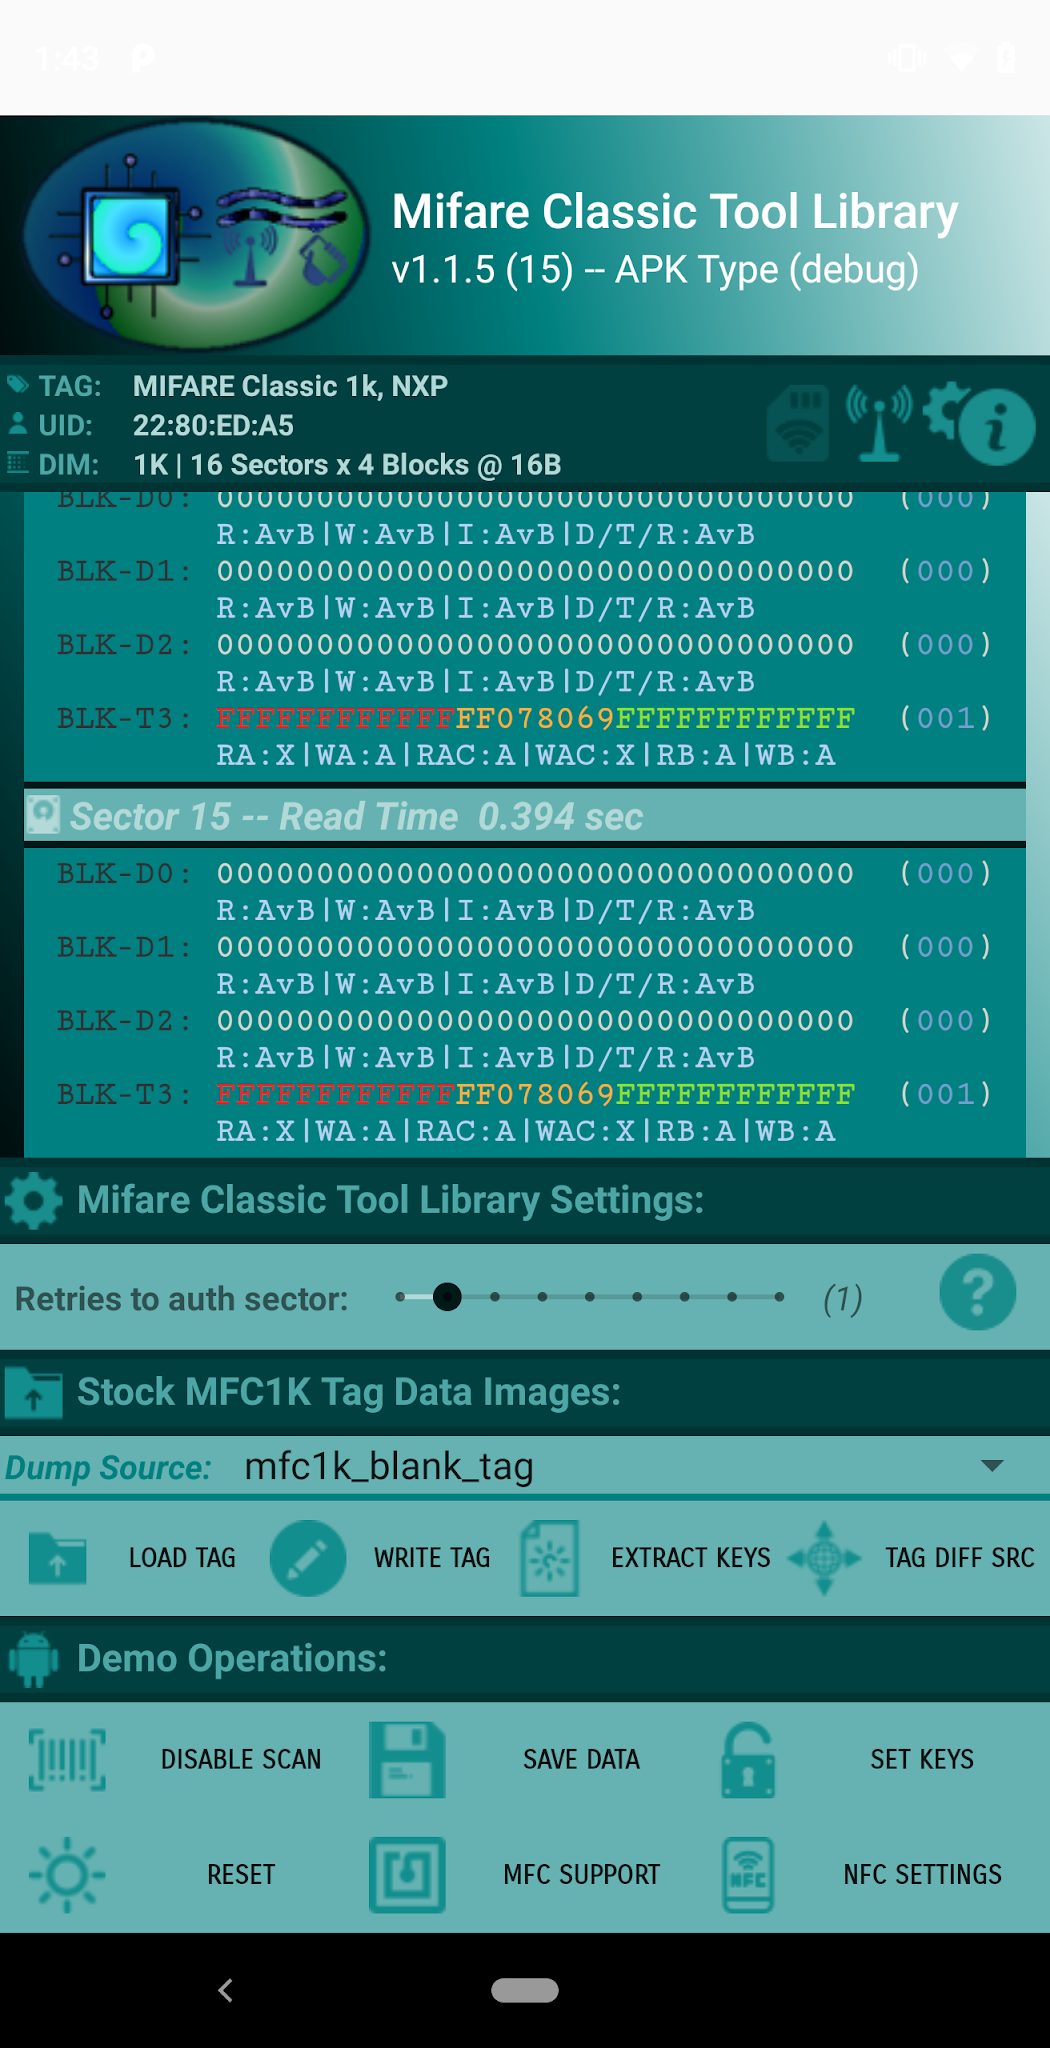 1:43
Mifare Classic Tool Library
v1.1.5 (15) -- APK Type (debug)
TAG: MIFARE Classic 1k, NXP
UID: 22:80:ED:A5
DIM: 1K | 16 Sectors x 4 Blocks @ 16B
BLK-D0: 00000000000000000000000000000000 (000)
R:AvB|W:AvB|I:AvB|D/T/R:AvB
BLK-D1: 00000000000000000000000000000000 (000)
R:AvB|W:AvB|I:AvB|D/T/R:AvB
BLK-D2: 00000000000000000000000000000000 (000)
R:AvB|W:AvB|I:AvB|D/T/R:AvB
BLK-T3: FFFFFFFFFFFFFF078069FFFFFFFFFFFF (001)
RA:X|WA:A|RAC:A|WAC:X|RB:A|WB:A
Sector 15 -- Read Time 0.394 sec
BLK-D0: 00000000000000000000000000000000 (000)
R:AvB|W:AvB|I:AvB|D/T/R:AvB
BLK-D1: 00000000000000000000000000000000 (000)
R:AvB|W:AvB|I:AvB|D/T/R:AvB
BLK-D2: 00000000000000000000000000000000 (000)
R:AvB|W:AvB|I:AvB|D/T/R:AvB
BLK-T3: FFFFFFFFFFFFFF078069FFFFFFFFFFFF (001)
RA:X|WA:A|RAC:A|WAC:X|RB:A|WB:A
Mifare Classic Tool Library Settings:
Retries to auth sector: (1) ?
Stock MFC1K Tag Data Images:
Dump Source: mfc1k_blank_tag
LOAD TAG WRITE TAG EXTRACT KEYS TAG DIFF SRC
Demo Operations:
DISABLE SCAN SAVE DATA SET KEYS
RESET MFC SUPPORT NFC NFC SETTINGS